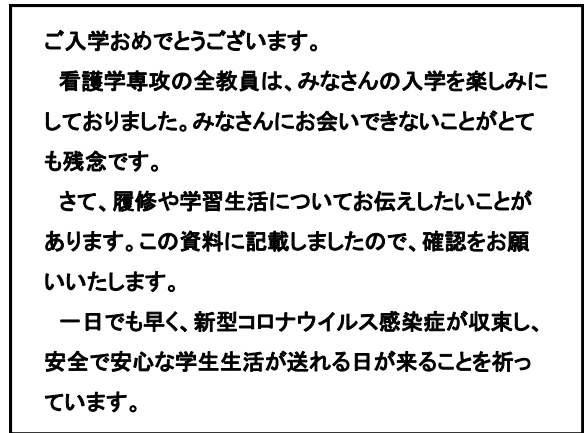 ご入学おめでとうございます。
看護学専攻の全教員は、みなさんの入学を楽しみに
しておりました。みなさんにお会いできないことがとて
も残念です。
さて、履修や学習生活についてお伝えしたいことが
あります。この資料に記載しましたので、確認をお願
いいたします。
一日でも早く、新型コロナウイルス感染症が収束し、
安全で安心な学生生活が送れる日が来ることを祈っ
ています。